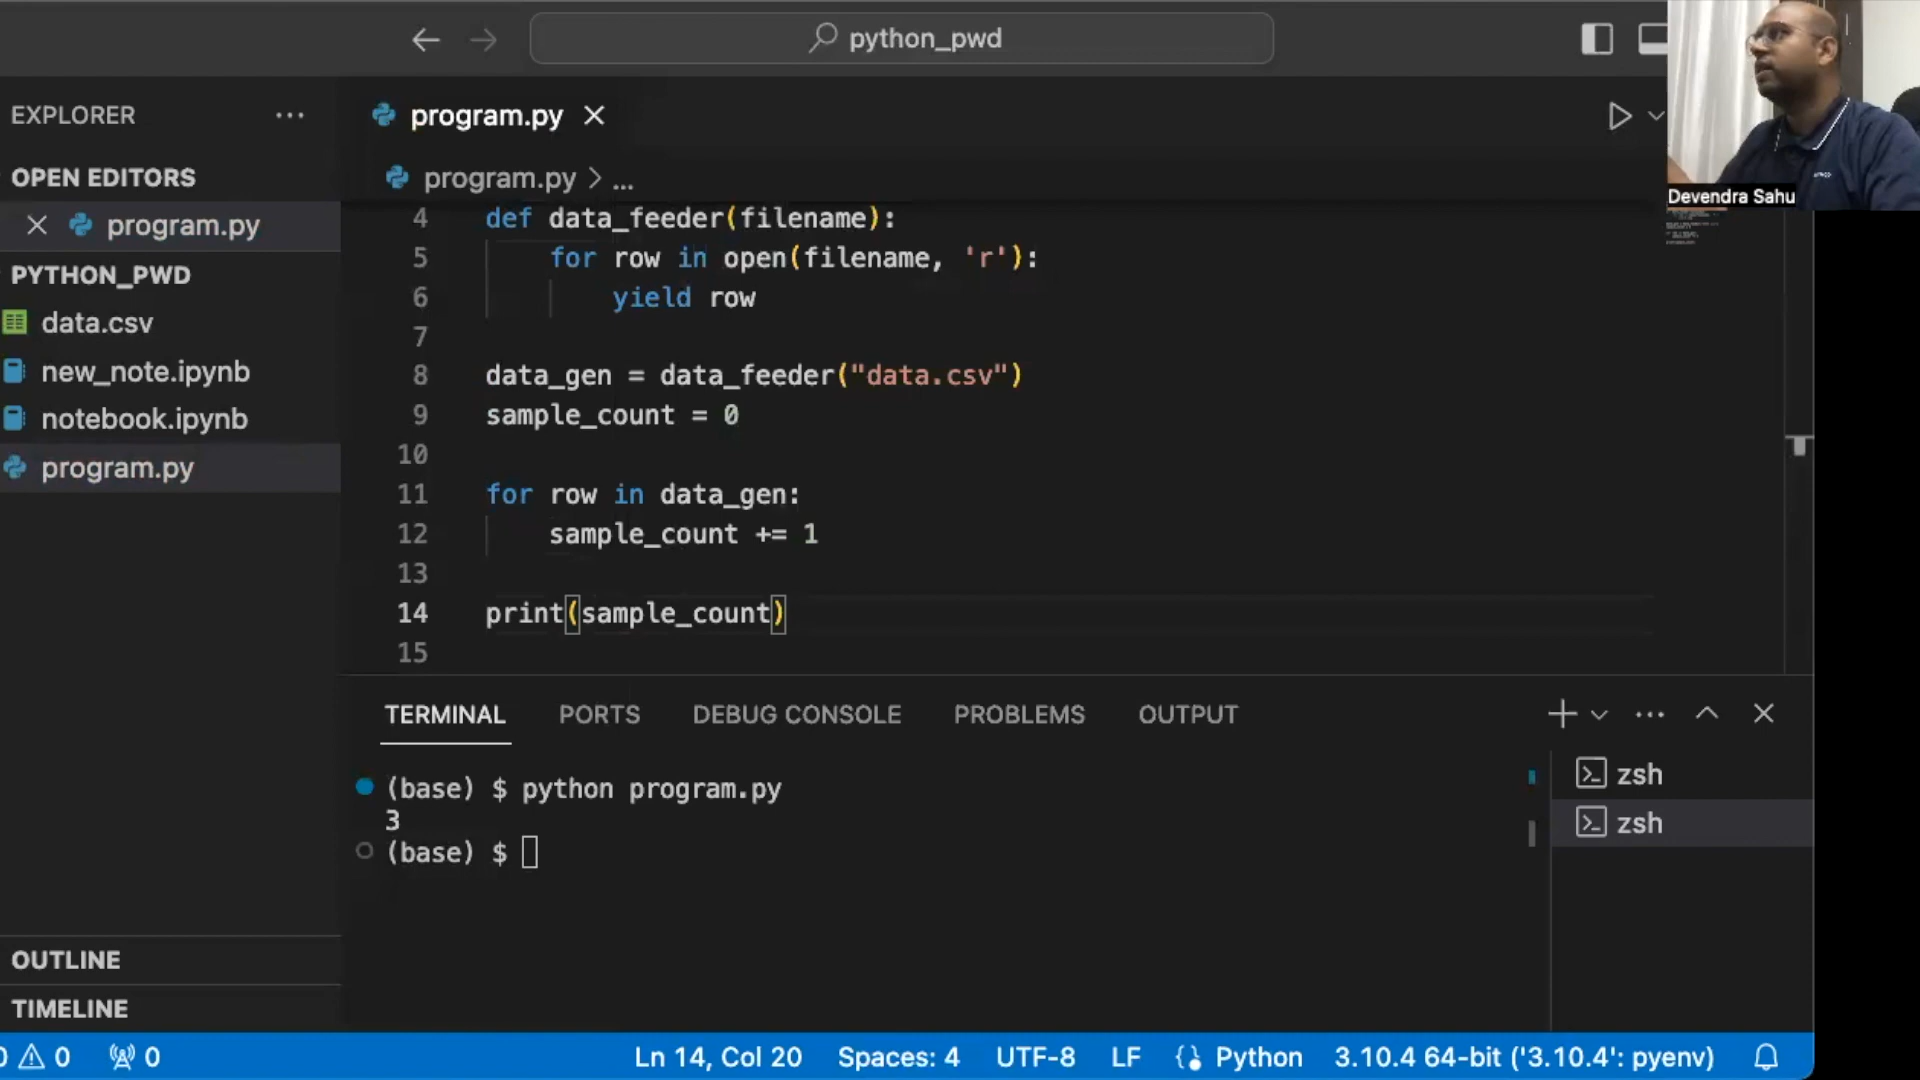 python_pwd
EXPLORER ...
OPEN EDITORS
program.py
PYTHON_PWD
data.csv
new_note.ipynb
notebook.ipynb
program.py
OUTLINE
TIMELINE
program.py
program.py > ...
4 def data_feeder(filename):
5 for row in open(filename, 'r'):
6 yield row
7
8 data_gen = data_feeder("data.csv")
9 sample_count = 0
10
11 for row in data_gen:
12 sample_count += 1
13
14 print(sample_count)
15
Devendra Sahu
TERMINAL PORTS DEBUG CONSOLE PROBLEMS OUTPUT
(base) $ python program.py
3
(base) $
zsh
zsh
0 0 0 Ln 14, Col 20 Spaces: 4 UTF-8 LF {} Python 3.10.4 64-bit ('3.10.4': pyenv)